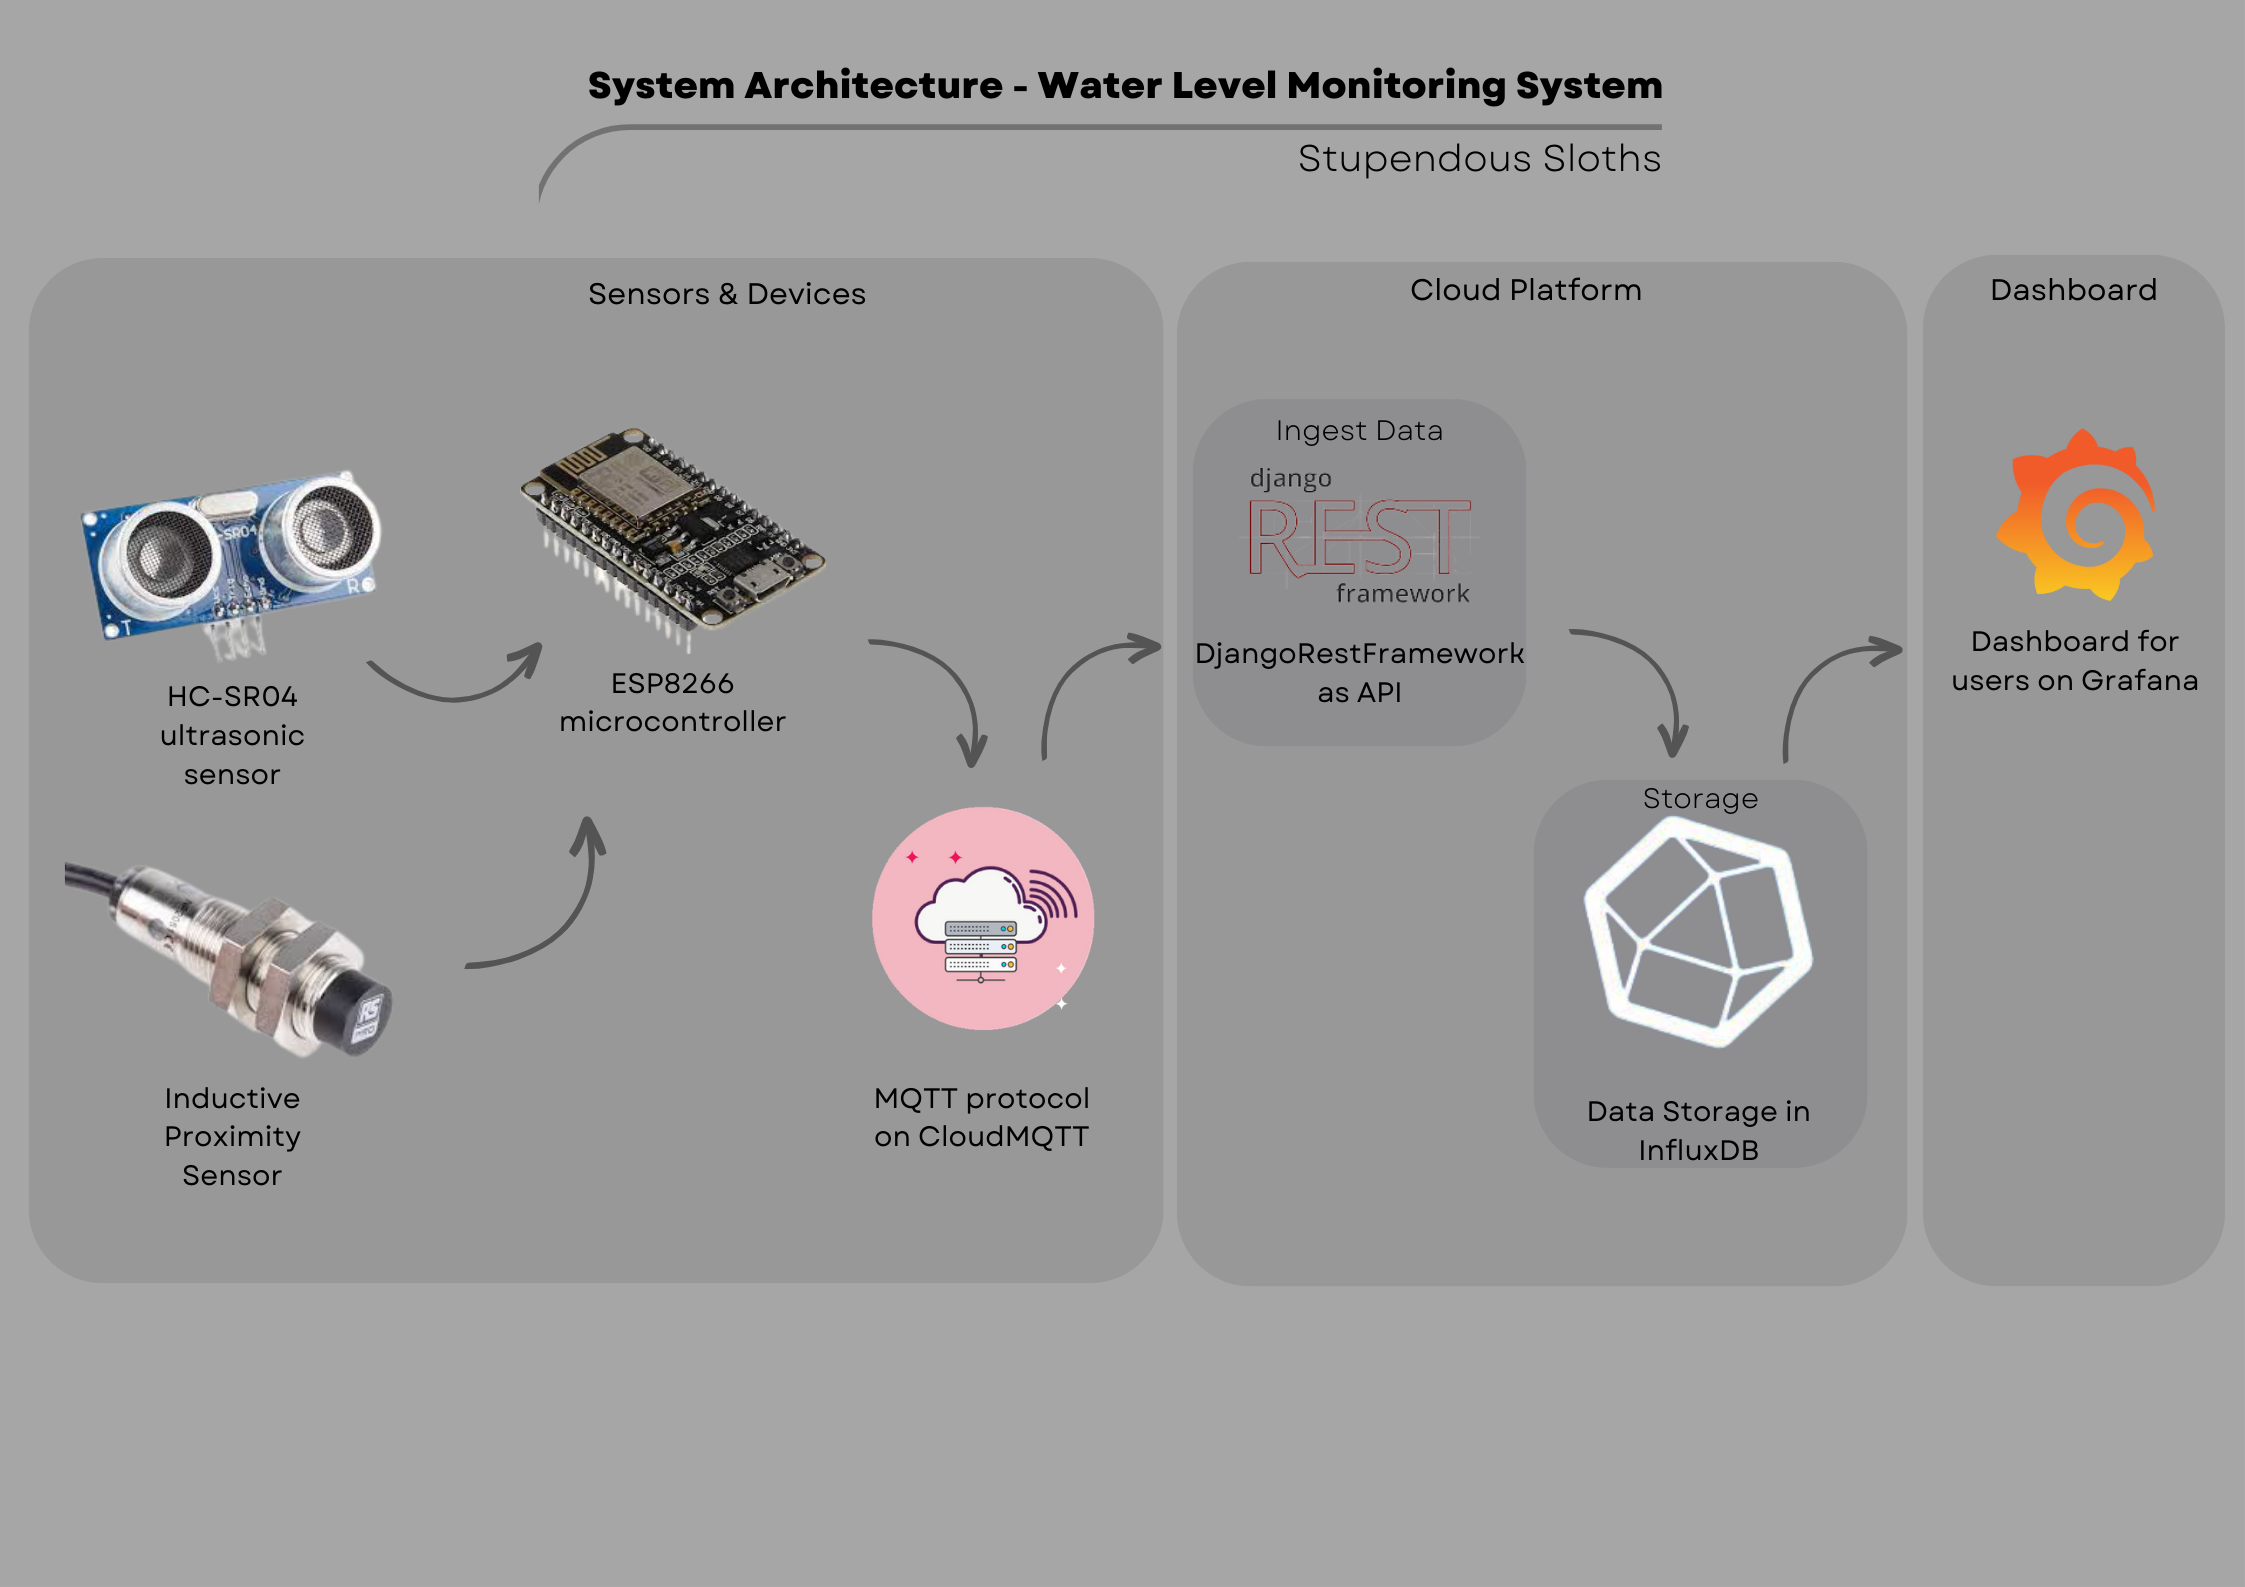 System Architecture - Water Level Monitoring System
Stupendous Sloths
Sensors & Devices
-SR04
T
R
HC-SR04
ultrasonic
sensor
ESP8266
microcontroller
Inductive
Proximity
Sensor
MQTT protocol
on CloudMQTT
Cloud Platform
Ingest Data
django
REST
framework
DjangoRestFramework
as API
Storage
Data Storage in
InfluxDB
Dashboard
Dashboard for
users on Grafana